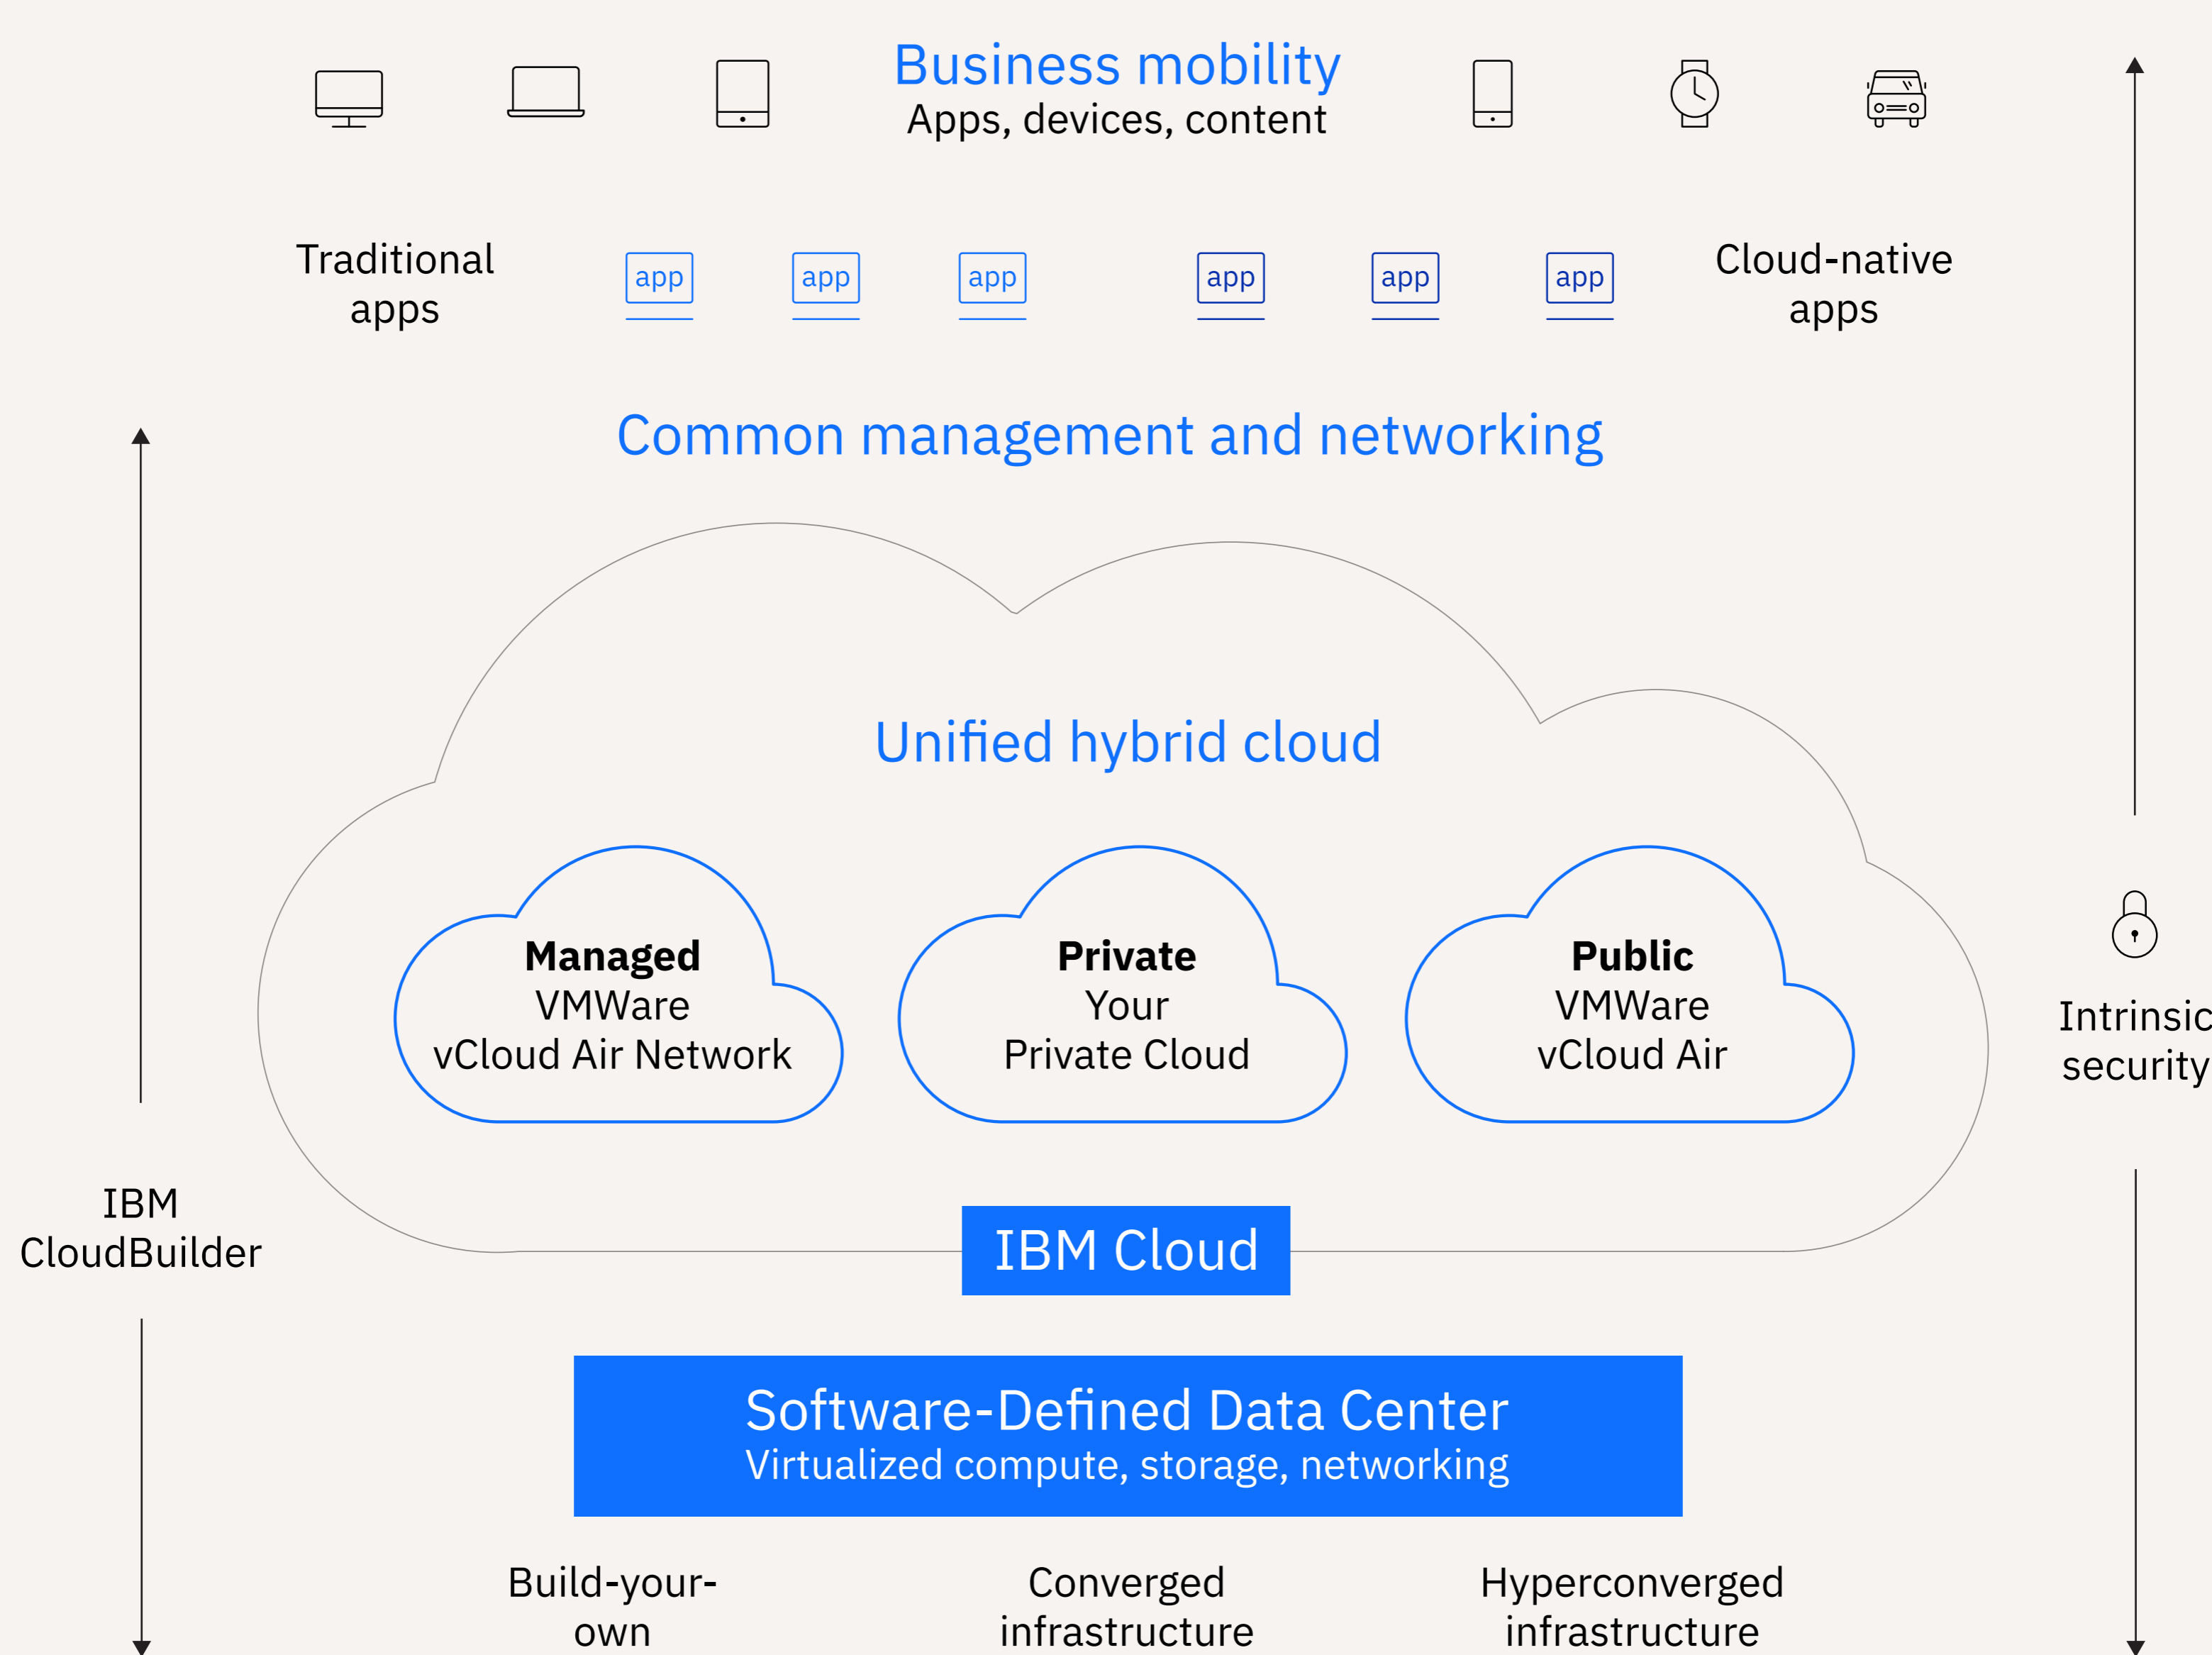 Business mobility
Apps, devices, content
Traditional
apps
app
app
app
app
app
app
Cloud-native
apps
Common management and networking
Unified hybrid cloud
Managed
VMWare
vCloud Air Network
Private
Your
Private Cloud
Public
VMWare
vCloud Air
Intrinsic
security
IBM
CloudBuilder
IBM Cloud
Software-Defined Data Center
Virtualized compute, storage, networking
Build-your-
own
Converged
infrastructure
Hyperconverged
infrastructure